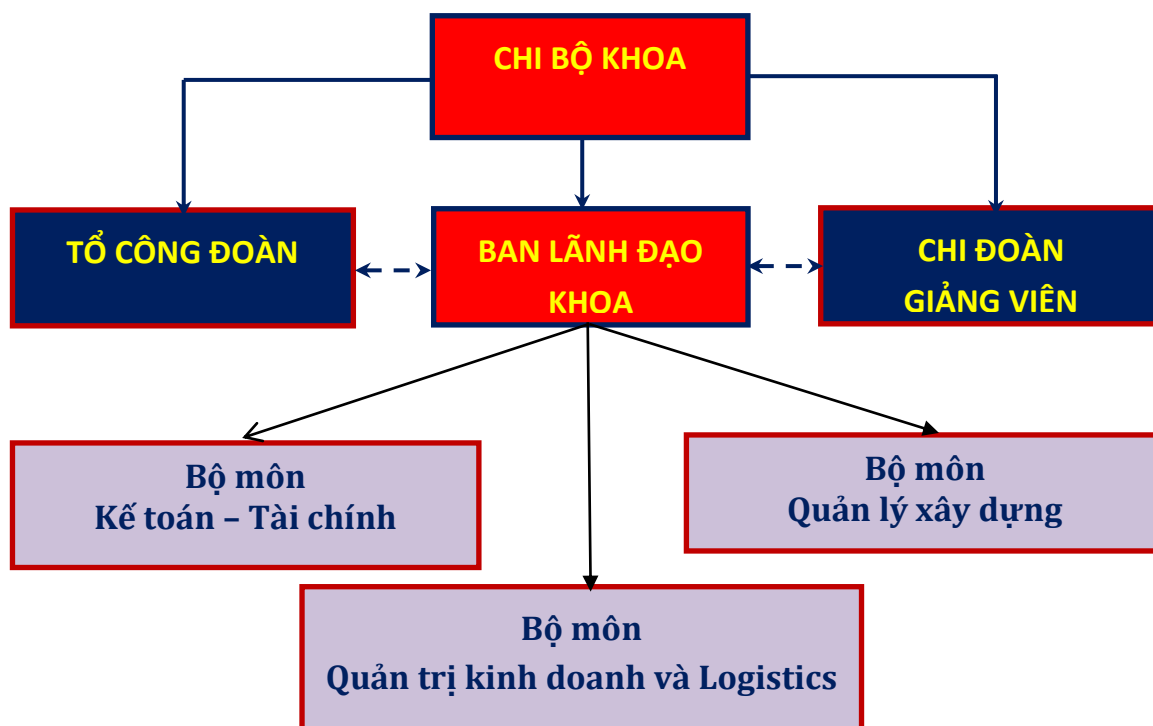 CHI BỘ KHOA
TỔ CÔNG ĐOÀN
BAN LÃNH ĐẠO
KHOA
CHI ĐOÀN
GIẢNG VIÊN
Bộ môn
Kế toán – Tài chính
Bộ môn
Quản lý xây dựng
Bộ môn
Quản trị kinh doanh và Logistics